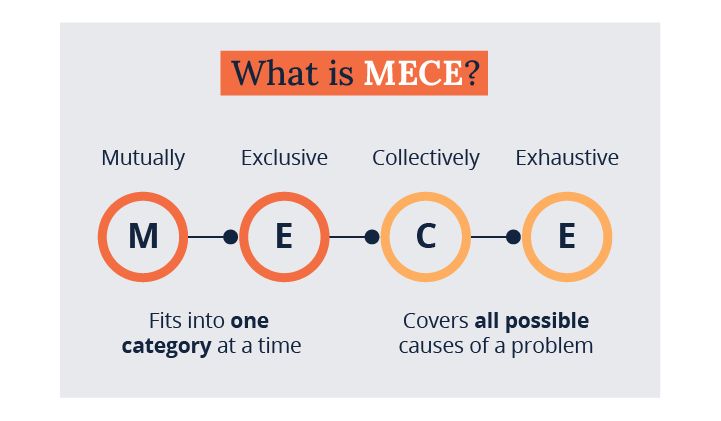 What is MECE?
Mutually Exclusive Collectively Exhaustive
M E C E
Fits into one
category at a time
Covers all possible
causes of a problem